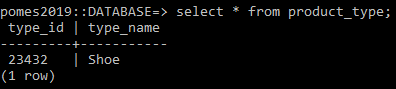 pomes2019::DATABASE=> select * from product_type;
 type_id | type_name
---------+-----------
 23432   | Shoe
(1 row)